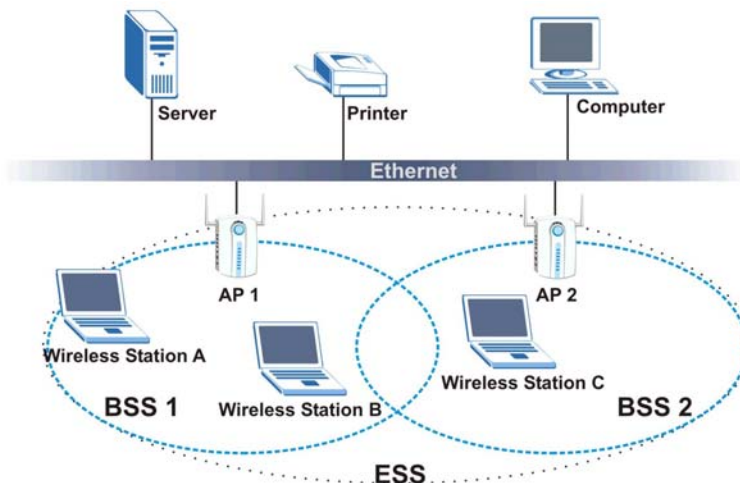 Server
Printer
Computer
Ethernet
AP 1
AP 2
Wireless Station A
Wireless Station B
Wireless Station C
BSS 1
BSS 2
ESS